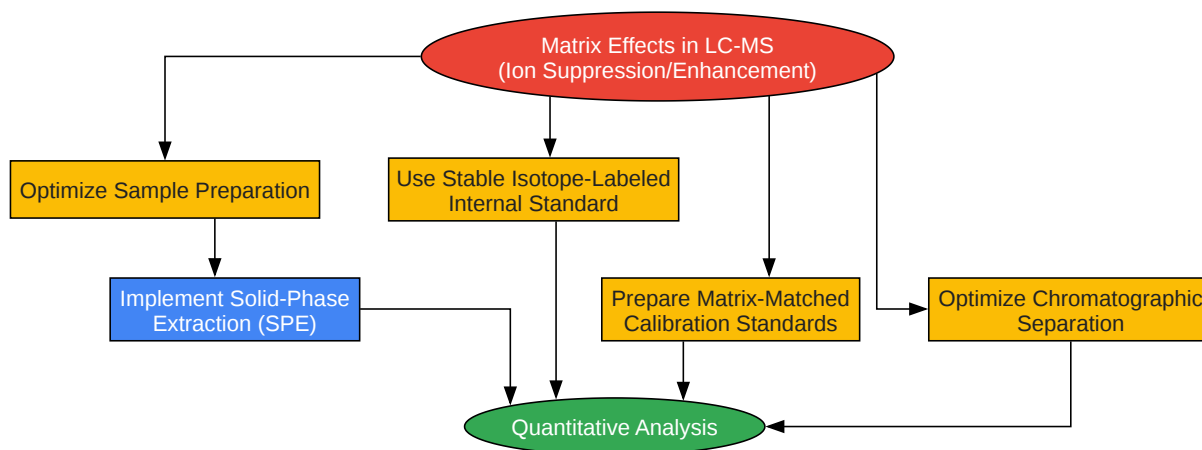 Matrix Effects in LC-MS
(Ion Suppression/Enhancement)
Optimize Sample Preparation
Use Stable Isotope-Labeled
Internal Standard
Implement Solid-Phase
Extraction (SPE)
Prepare Matrix-Matched
Calibration Standards
Optimize Chromatographic
Separation
Quantitative Analysis